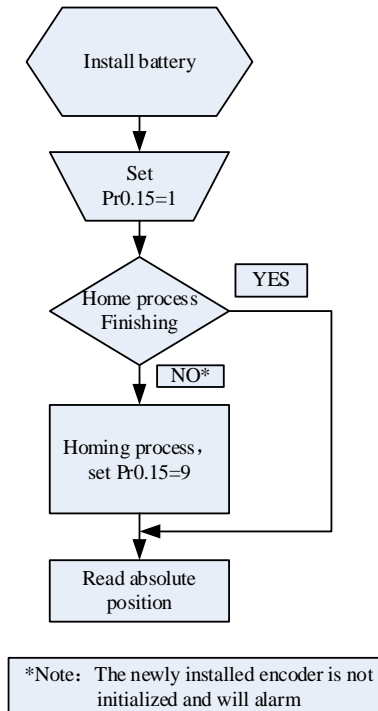 Install battery
Set
Pr0.15=1
Home process
Finishing
YES
NO*
Homing process，
set Pr0.15=9
Read absolute
position
*Note：The newly installed encoder is not
initialized and will alarm